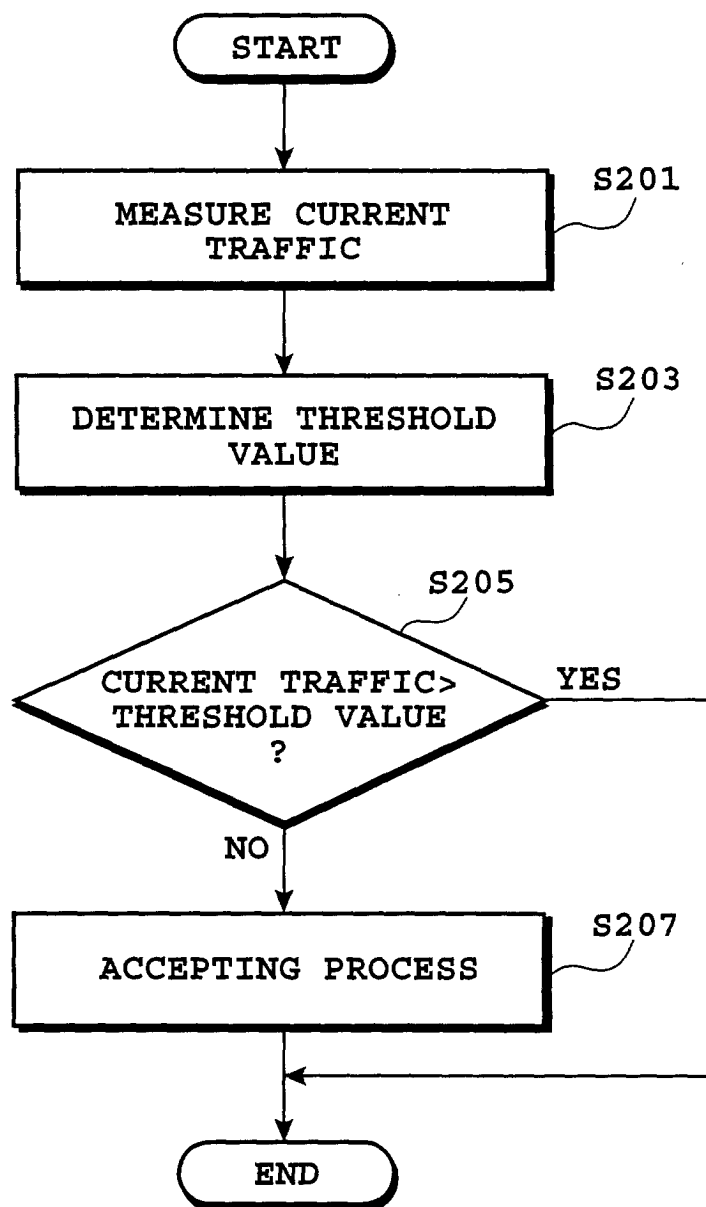 START
S201
MEASURE CURRENT
TRAFFIC
S203
DETERMINE THRESHOLD
VALUE
S205
CURRENT TRAFFIC>
THRESHOLD VALUE
?
YES
NO
S207
ACCEPTING PROCESS
END